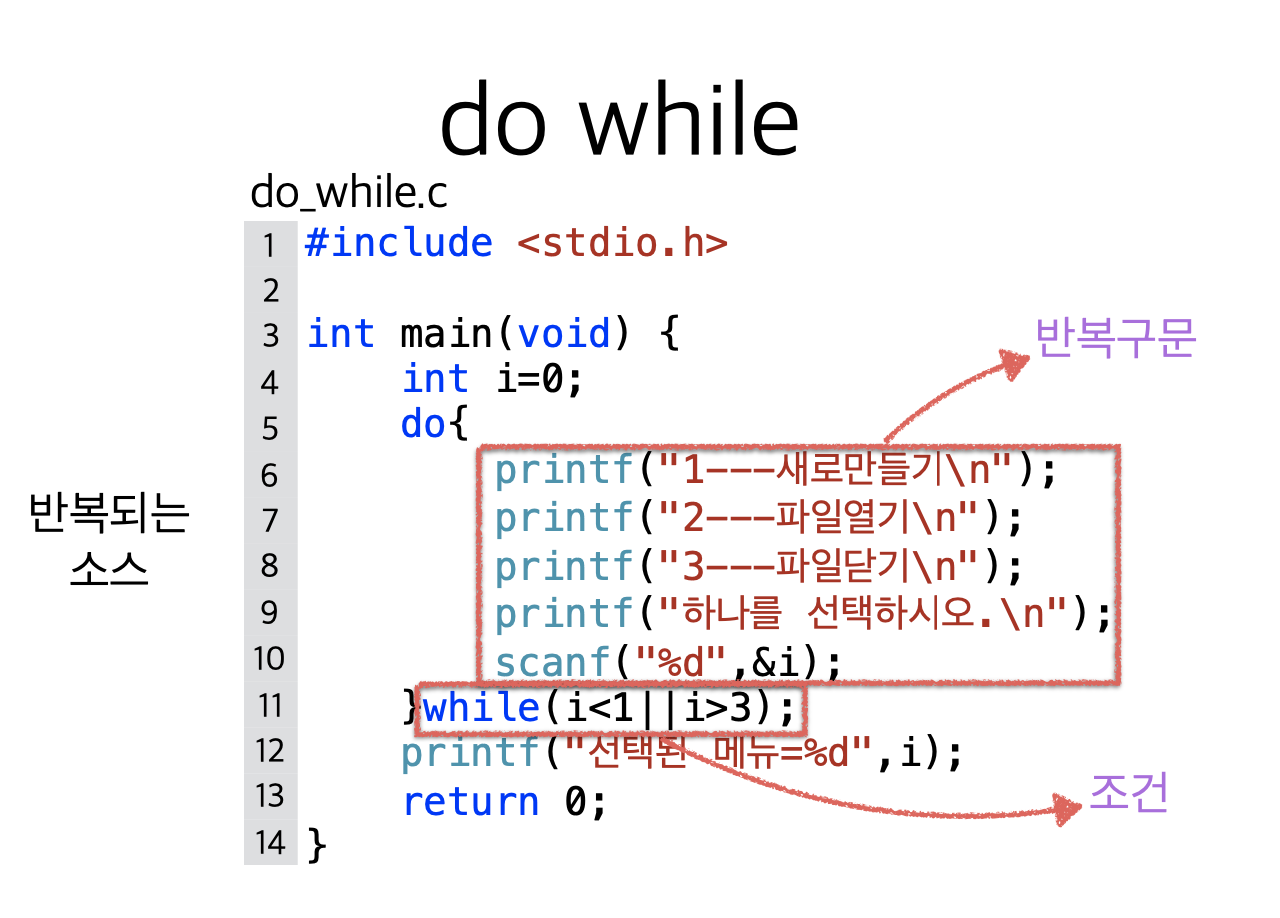 do while
do_while.c
1 #include <stdio.h>
2
3 int main(void) {
4 int i=0;
5 do{
6 printf("1---새로만들기\n");
7 printf("2---파일열기\n");
8 printf("3---파일닫기\n");
9 printf("하나를 선택하시오.\n");
10 scanf("%d",&i);
11 }while(i<1||i>3);
12 printf("선택된 메뉴=%d",i);
13 return 0;
14 }
반복되는
소스
반복구문
조건